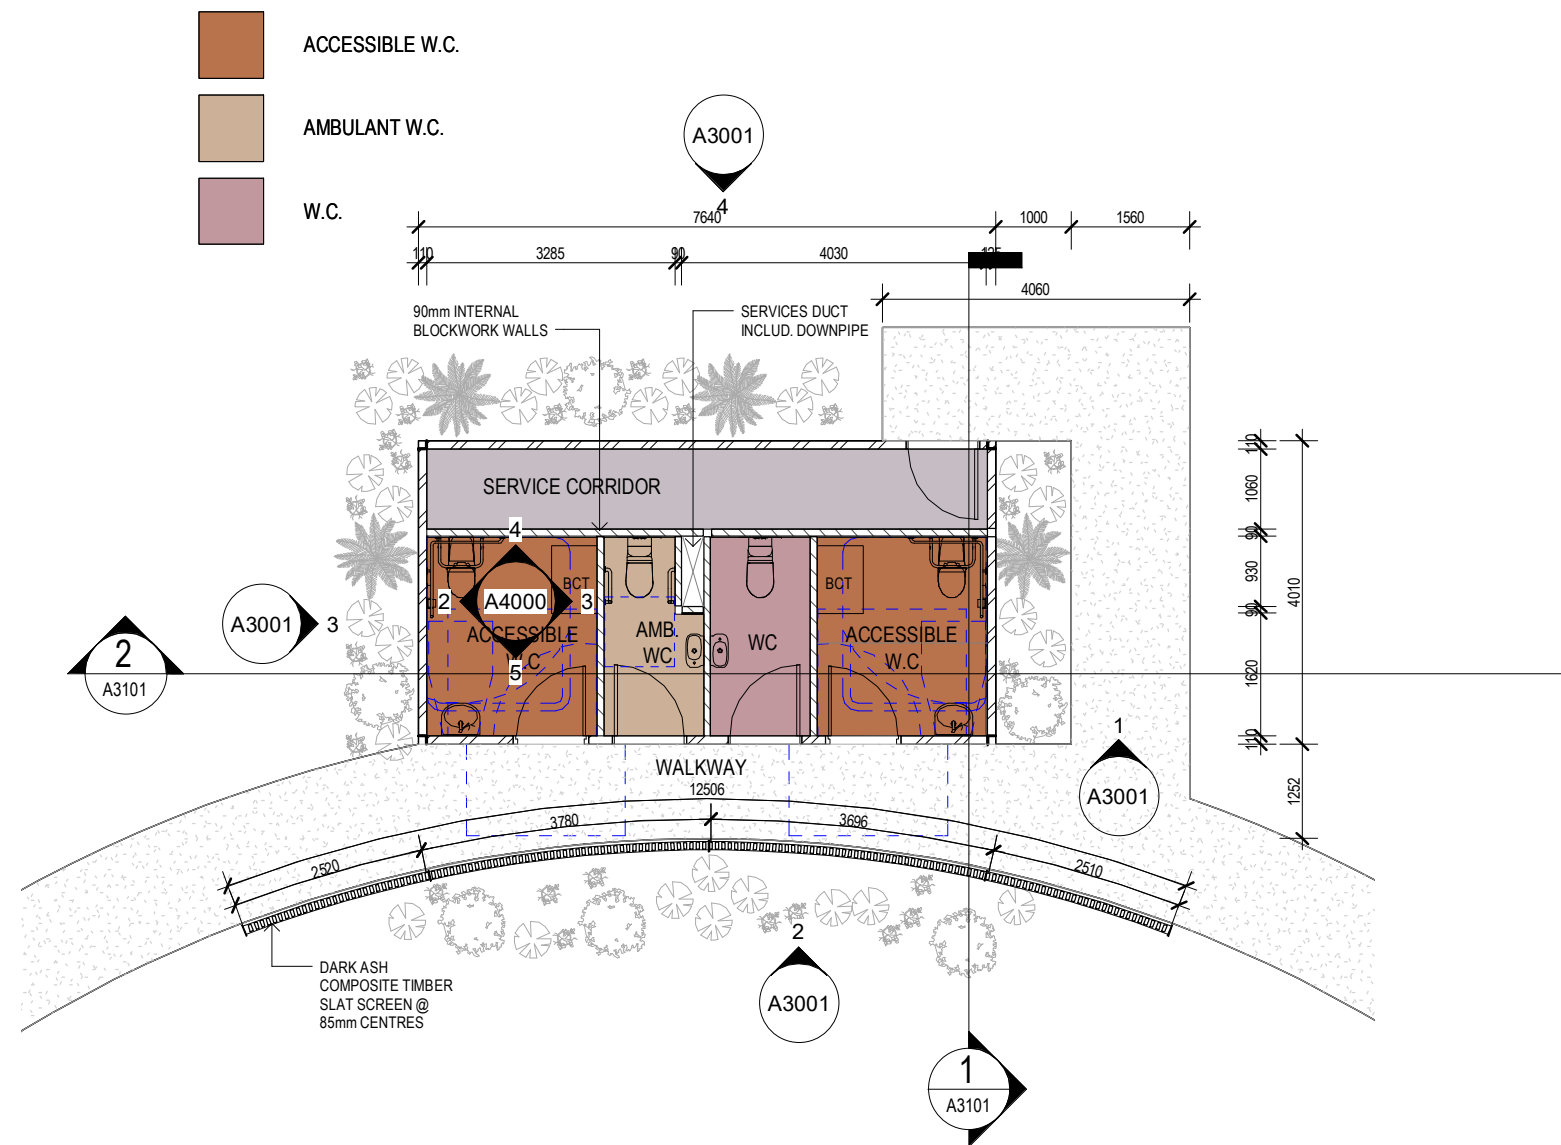 ACCESSIBLE W.C.
AMBULANT W.C.
W.C.
A3001
4
7640
1000
1560
110
3285
90
4030
4060
90mm INTERNAL
BLOCKWORK WALLS
SERVICES DUCT
INCLUD. DOWNPIPE
SERVICE CORRIDOR
4
2
A4000
3
5
BCT
BCT
ACCESSIBLE
W.C
AMB.
WC
WC
ACCESSIBLE
W.C
A3001
3
2
A3101
110
1060
90
930
90
1620
110
4010
1252
1
A3001
WALKWAY
12506
3780
3696
2520
2510
2
A3001
DARK ASH
COMPOSITE TIMBER
SLAT SCREEN @
85mm CENTRES
1
A3101